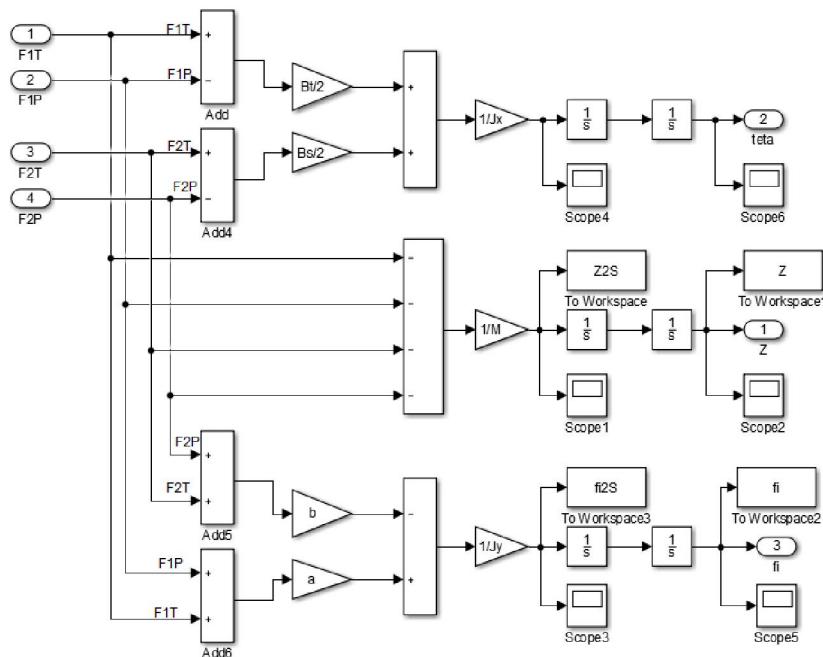 1
F1T
F1T
+
2
F1P
F1P
−
Add
Bt/2
+
1/Jx
1
s
1
s
2
teta
3
F2T
F2T
+
4
F2P
F2P
−
Add4
Bs/2
+
Scope4
Scope6
−
−
−
−
1/M
Z2S
To Workspace
Z
To Workspace1
1
s
1
s
1
Z
Scope1
Scope2
F2P
+
F2T
+
Add5
b
−
F1P
+
F1T
+
Add6
a
+
1/Jy
fi2S
To Workspace3
fi
To Workspace2
1
s
1
s
3
fi
Scope3
Scope5